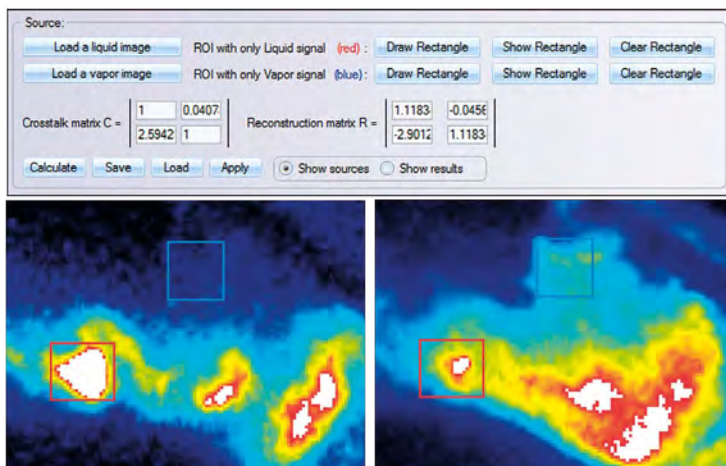 Source:
Load a liquid image ROI with only Liquid signal (red) : Draw Rectangle Show Rectangle Clear Rectangle
Load a vapor image ROI with only Vapor signal (blue) : Draw Rectangle Show Rectangle Clear Rectangle
1 0.0407
Crosstalk matrix C =
2.5942 1
1.1183 -0.0456
Reconstruction matrix R =
-2.9012 1.1183
Calculate Save Load Apply Show sources Show results